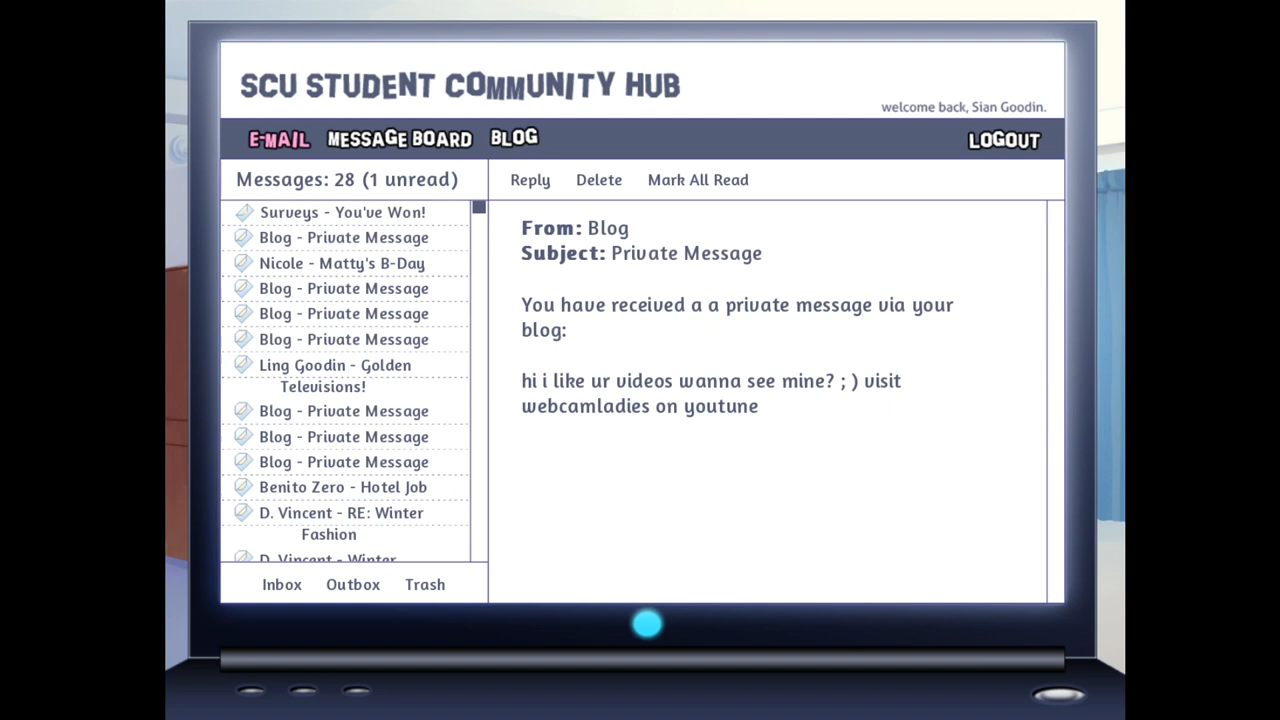 SCU STUDENT COMMUNITY HUB
welcome back, Sian Goodin.
E-MAIL MESSAGE BOARD BLOG LOGOUT
Messages: 28 (1 unread)
Reply Delete Mark All Read
Surveys - You've Won!
Blog - Private Message
Nicole - Matty's B-Day
Blog - Private Message
Blog - Private Message
Blog - Private Message
Ling Goodin - Golden
Televisions!
Blog - Private Message
Blog - Private Message
Blog - Private Message
Benito Zero - Hotel Job
D. Vincent - RE: Winter
Fashion
D. Vincent - Winter
Inbox Outbox Trash
From: Blog
Subject: Private Message
You have received a a private message via your
blog:
hi i like ur videos wanna see mine? ; ) visit
webcamladies on youtune